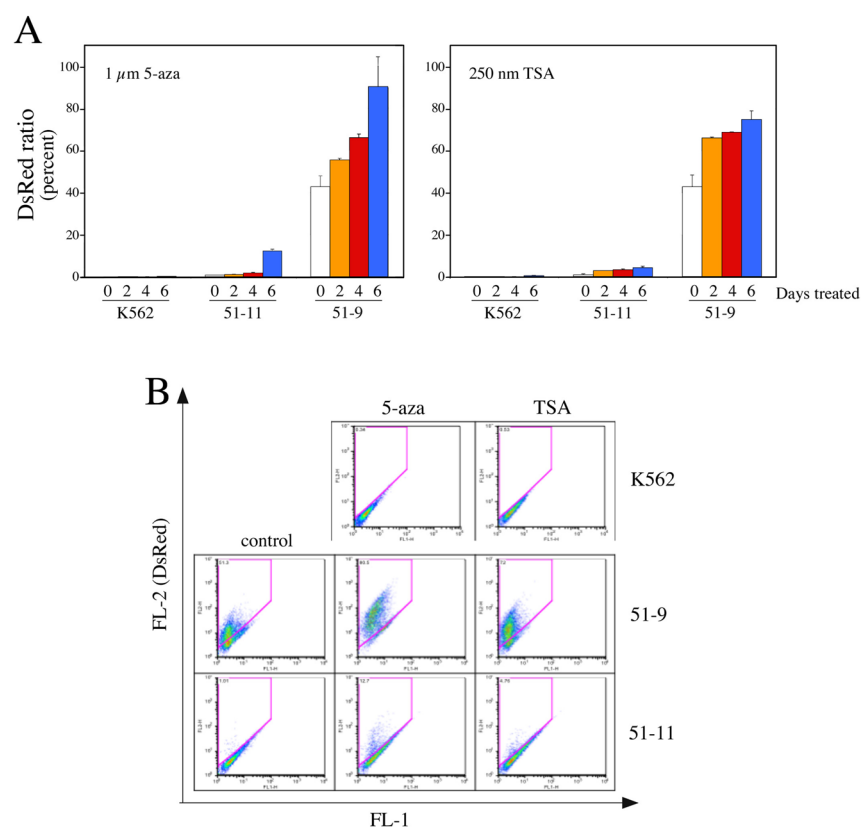 A
1 µm 5-aza
250 nm TSA
DsRed ratio
(percent)
100
80
60
40
20
0
100
80
60
40
20
0
0 2 4 6 0 2 4 6 0 2 4 6
K562 51-11 51-9
0 2 4 6 0 2 4 6 0 2 4 6 Days treated
K562 51-11 51-9
B
5-aza TSA
K562
control
FL-2 (DsRed)
51-9
51-11
FL-1